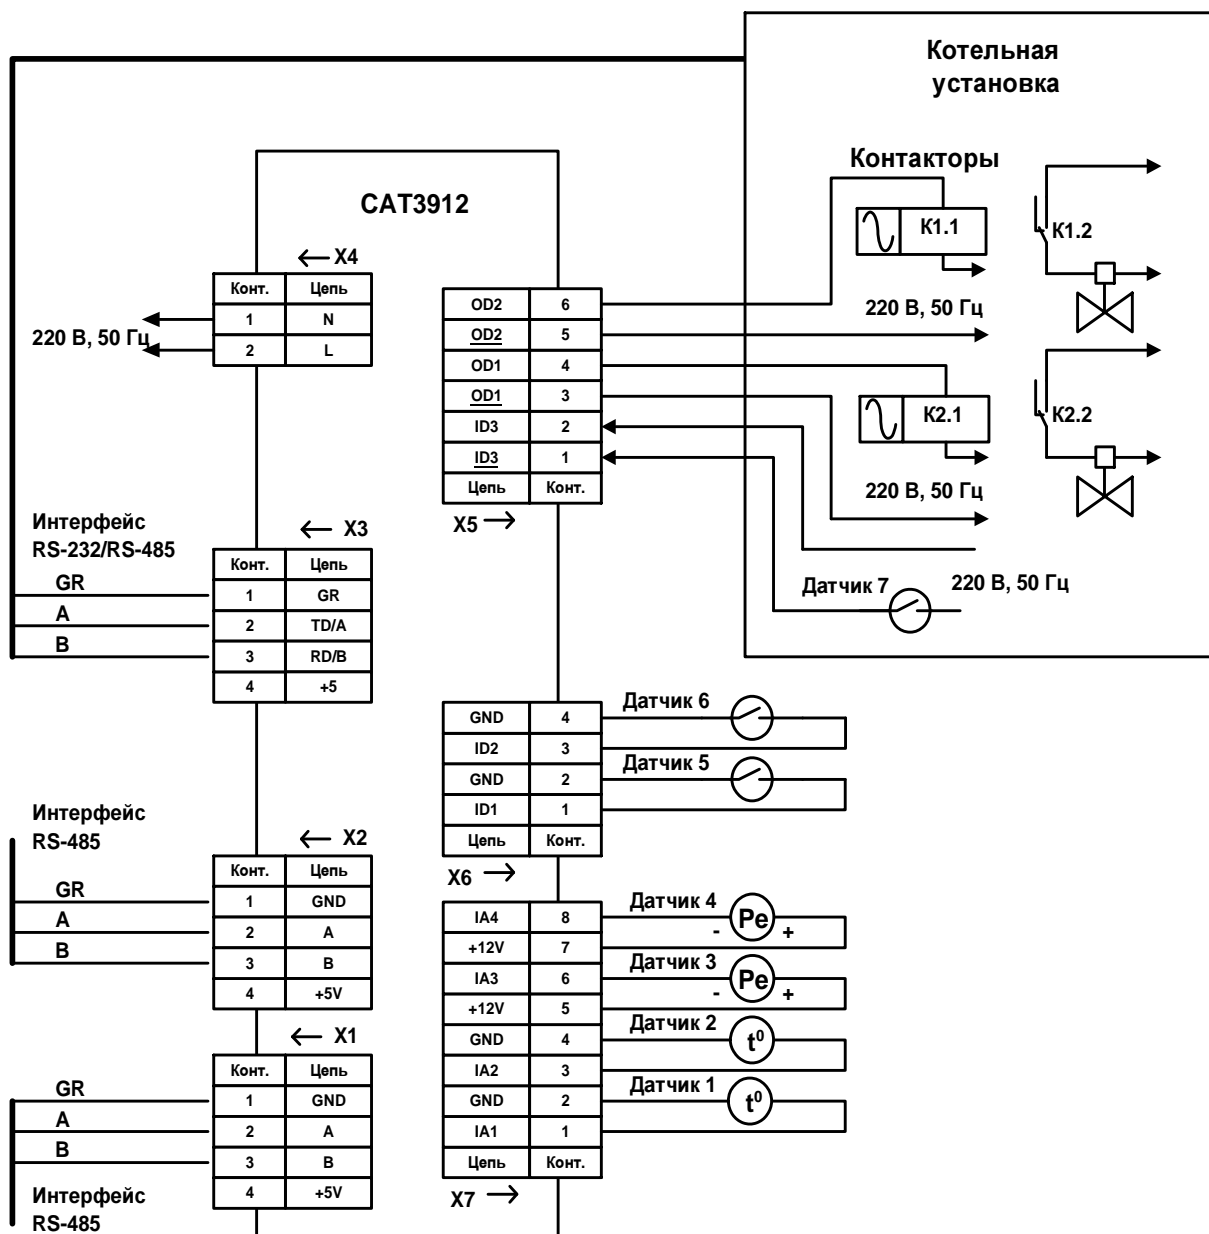 Котельная
установка
Контакторы
САТ3912
К1.1
К1.2
220 В, 50 Гц
К2.1
К2.2
220 В, 50 Гц
220 В, 50 Гц
Датчик 7
← X4
Конт. Цепь
1 N
2 L
220 В, 50 Гц
OD2 6
OD2 5
OD1 4
OD1 3
ID3 2
ID3 1
Цепь Конт.
X5 →
Интерфейс
RS-232/RS-485
GR
A
B
← X3
Конт. Цепь
1 GR
2 TD/A
3 RD/B
4 +5
Датчик 6
Датчик 5
GND 4
ID2 3
GND 2
ID1 1
Цепь Конт.
X6 →
Интерфейс
RS-485
GR
A
B
← X2
Конт. Цепь
1 GND
2 A
3 B
4 +5V
Датчик 4
Pe
- +
Датчик 3
Pe
- +
Датчик 2
t⁰
Датчик 1
t⁰
IA4 8
+12V 7
IA3 6
+12V 5
GND 4
IA2 3
GND 2
IA1 1
Цепь Конт.
X7 →
← X1
Конт. Цепь
1 GND
2 A
3 B
4 +5V
GR
A
B
Интерфейс
RS-485